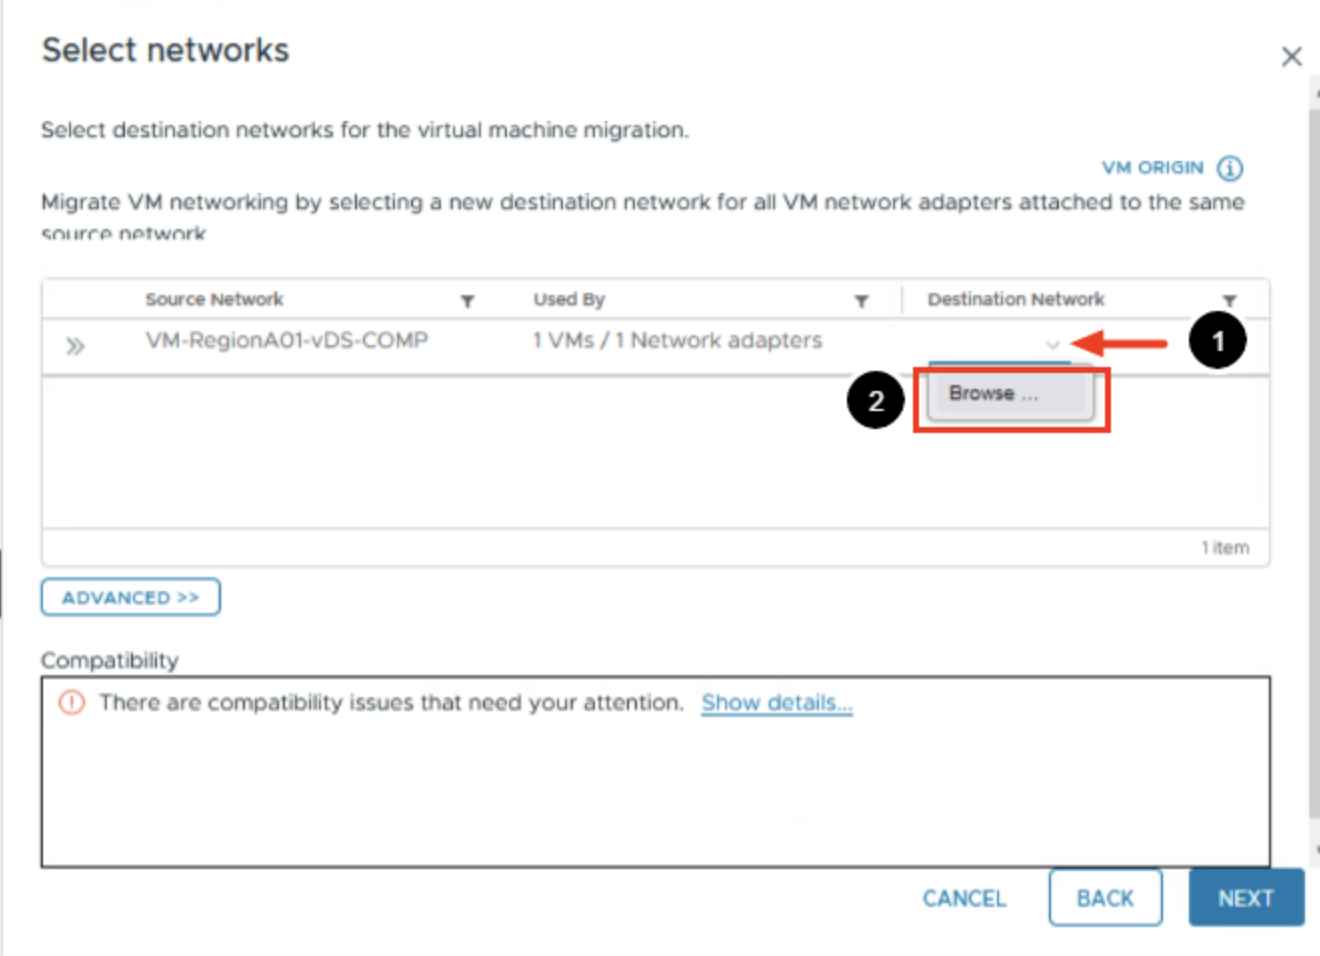 Select networks
Select destination networks for the virtual machine migration.
VM ORIGIN
Migrate VM networking by selecting a new destination network for all VM network adapters attached to the same
source network
Source Network Used By Destination Network
VM-RegionA01-vDS-COMP 1 VMs / 1 Network adapters
1
2
Browse ...
1 item
ADVANCED >>
Compatibility
There are compatibility issues that need your attention. Show details...
CANCEL BACK NEXT